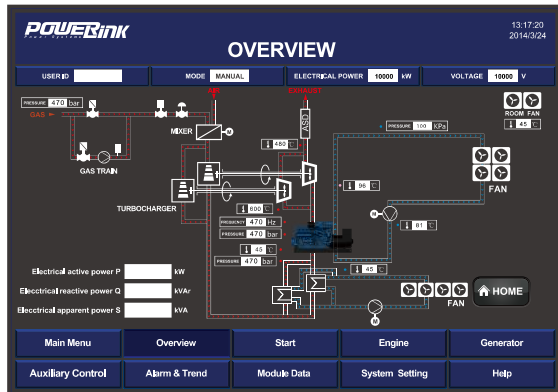 POWERink
Power Systems
13:17:20
2014/3/24
OVERVIEW
USER ID
MODE MANUAL
ELECTRICAL POWER 10000 kW
VOLTAGE 10000 V
AIR
EXHAUST
PRESSURE 470 bar
GAS
ASD
ROOM FAN
45 ℃
MIXER
M
PRESSURE 100 KPa
480 ℃
GAS TRAIN
FAN
96 ℃
TURBOCHARGER
600 ℃
M
FREQUENCY 470 Hz
81 ℃
PRESSURE 470 bar
45 ℃
PRESSURE 470 bar
45 ℃
Electrical active power P kW
Elecctrical reactive power Q kVAr
Elecctrical apparent power S kVA
FAN
HOME
M
Main Menu
Overview
Start
Engine
Generator
Auxiliary Control
Alarm & Trend
Module Data
System Setting
Help